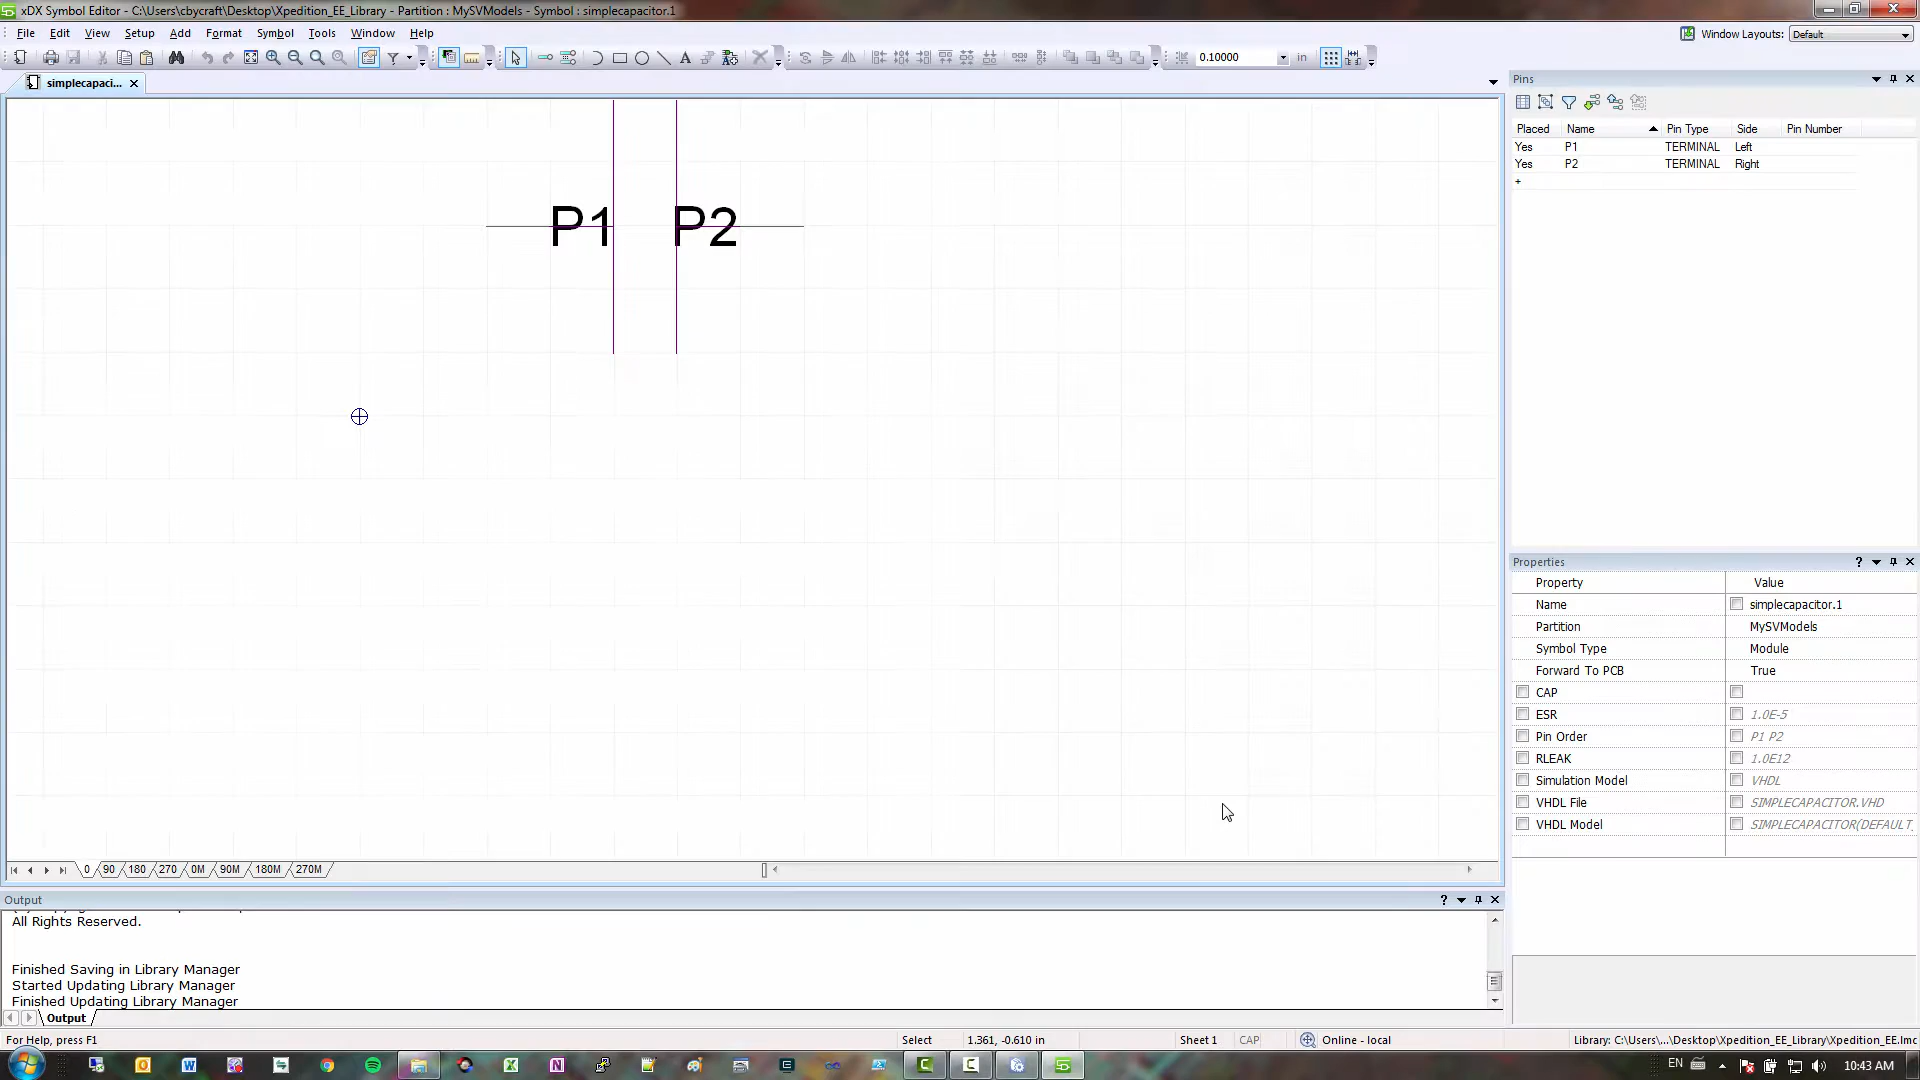 xDX Symbol Editor - C:\Users\cbycraft\Desktop\Xpedition_EE_Library - Partition : MySVModels - Symbol : simplecapacitor.1
File Edit View Setup Add Format Symbol Tools Window Help
Window Layouts: Default
0.10000 in
simplecapaci...
P1 P2
0 90 180 270 0M 90M 180M 270M
Pins
Placed Name Pin Type Side Pin Number
Yes P1 TERMINAL Left
Yes P2 TERMINAL Right
+
Properties
Property Value
Name simplecapacitor.1
Partition MySVModels
Symbol Type Module
Forward To PCB True
CAP
ESR 1.0E-5
Pin Order P1 P2
RLEAK 1.0E12
Simulation Model VHDL
VHDL File SIMPLECAPACITOR.VHD
VHDL Model SIMPLECAPACITOR(DEFAULT_
Output
All Rights Reserved.
Finished Saving in Library Manager
Started Updating Library Manager
Finished Updating Library Manager
Output
For Help, press F1
Select 1.361, -0.610 in Sheet 1 CAP Online - local Library: C:\Users\...\Desktop\Xpedition_EE_Library\Xpedition_EE.lmc
EN 10:43 AM